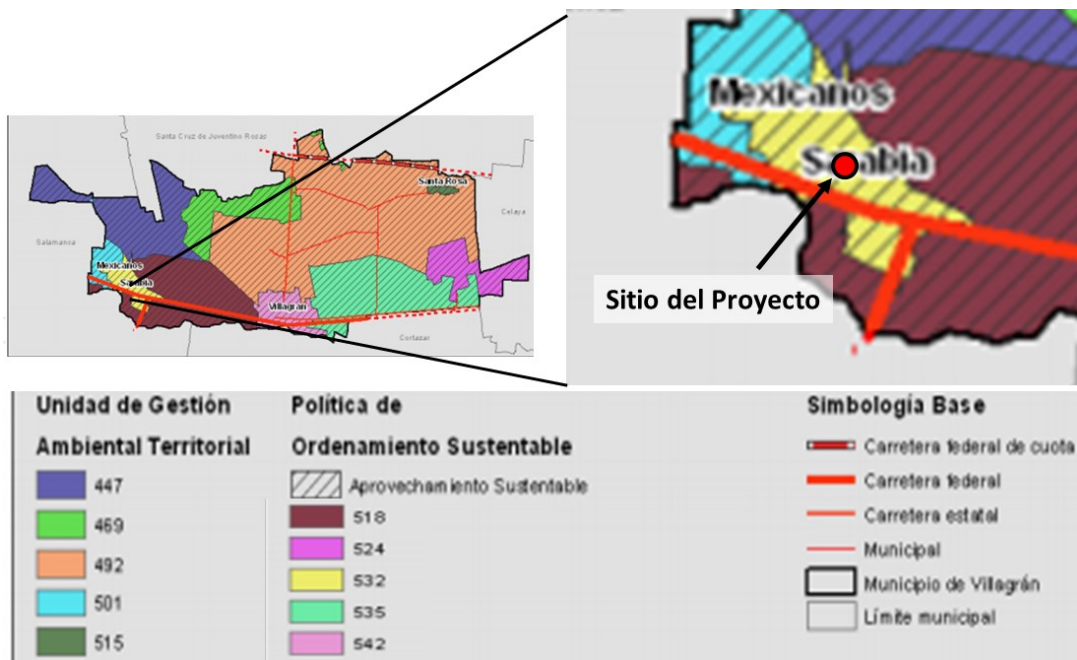 Santa Cruz de Juventino Rosas
Santa Rosa
Celaya
Salamanca
Mexicanos
Sarabia
Villagrán
Cortazar
Mexicanos
Sarabia
Sitio del Proyecto
Unidad de Gestión
Ambiental Territorial
447
469
492
501
515
Política de
Ordenamiento Sustentable
Aprovechamiento Sustentable
518
524
532
535
542
Simbología Base
Carretera federal de cuota
Carretera federal
Carretera estatal
Municipal
Municipio de Villagrán
Límite municipal